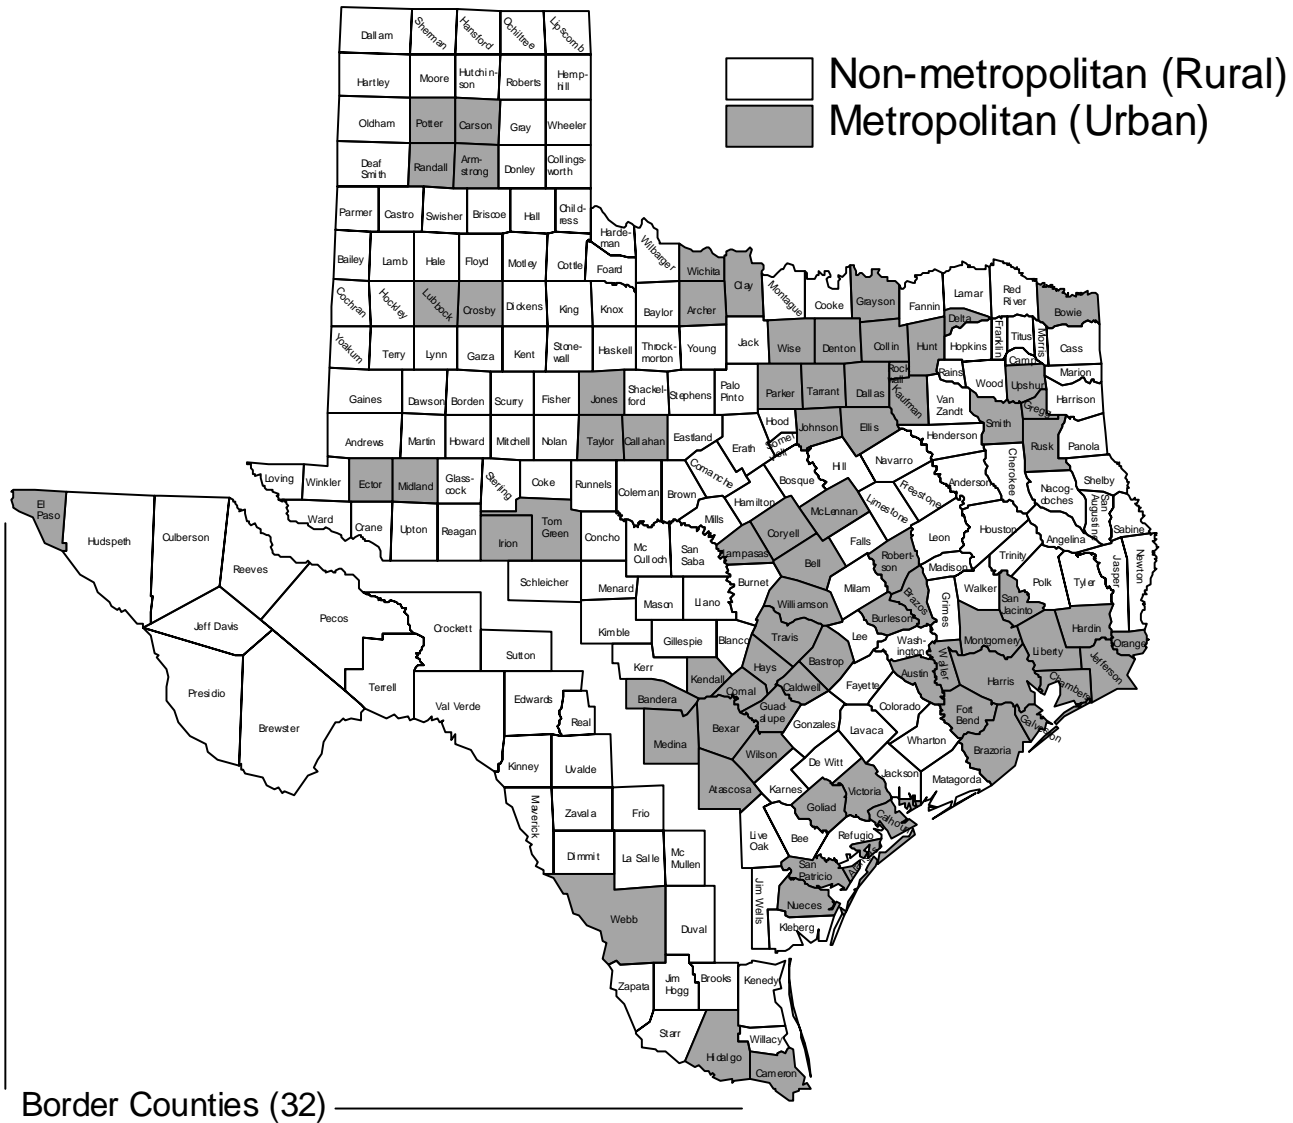 Non-metropolitan (Rural)
Metropolitan (Urban)
Dallam
Sherman
Hansford
Ochiltree
Lipscomb
Hartley
Moore
Hutchin-
son
Roberts
Hemp-
hill
Oldham
Potter
Carson
Gray
Wheeler
Deaf
Smith
Randall
Arm-
strong
Donley
Collings-
worth
Parmer
Castro
Swisher
Briscoe
Hall
Child-
ress
Bailey
Lamb
Hale
Floyd
Motley
Cottle
Harde-
man
Foard
Wilbarger
Wichita
Clay
Cochran
Hockley
Lubbock
Crosby
Dickens
King
Knox
Baylor
Archer
Montague
Cooke
Grayson
Fannin
Lamar
Red
River
Bowie
Delta
Yoakum
Terry
Lynn
Garza
Kent
Stone-
wall
Haskell
Throck-
morton
Young
Jack
Wise
Denton
Collin
Hunt
Hopkins
Franklin
Titus
Morris
Camp
Cass
Gaines
Dawson
Borden
Scurry
Fisher
Jones
Shackel-
ford
Stephens
Palo
Pinto
Parker
Tarrant
Dallas
Rock
wall
Kaufman
Rains
Wood
Upshur
Marion
Harrison
Gregg
Van
Zandt
Smith
Andrews
Martin
Howard
Mitchell
Nolan
Taylor
Callahan
Eastland
Erath
Hood
Somer
vell
Johnson
Ellis
Henderson
Rusk
Panola
Loving
Winkler
Ector
Midland
Glass-
cock
Sterling
Coke
Runnels
Coleman
Brown
Comanche
Hamilton
Bosque
Hill
Navarro
Anderson
Cherokee
Nacog-
doches
Shelby
San
Augustine
Sabine
El
Paso
Hudspeth
Culberson
Reeves
Ward
Crane
Upton
Reagan
Irion
Tom
Green
Concho
Mc
Culloch
San
Saba
Mills
Lampasas
Coryell
McLennan
Limestone
Freestone
Falls
Leon
Houston
Angelina
Trinity
Bell
Robert-
son
Madison
Walker
Polk
Tyler
Jasper
Newton
Jeff Davis
Pecos
Crockett
Schleicher
Menard
Mason
Llano
Burnet
Williamson
Milam
Brazos
Burleson
Grimes
San
Jacinto
Hardin
Orange
Presidio
Brewster
Terrell
Val Verde
Sutton
Edwards
Real
Kimble
Gillespie
Blanco
Travis
Lee
Wash-
ington
Waller
Montgomery
Liberty
Jefferson
Kerr
Kendall
Hays
Bastrop
Austin
Harris
Chambers
Bandera
Comal
Caldwell
Fayette
Colorado
Fort
Bend
Galveston
Medina
Bexar
Guad-
alupe
Gonzales
Lavaca
Wharton
Brazoria
Kinney
Uvalde
Wilson
De Witt
Jackson
Matagorda
Maverick
Zavala
Frio
Atascosa
Karnes
Goliad
Victoria
Calhoun
Dimmit
La Salle
Mc
Mullen
Live
Oak
Bee
Refugio
San
Patricio
Webb
Duval
Jim Wells
Nueces
Kleberg
Zapata
Jim
Hogg
Brooks
Kenedy
Starr
Hidalgo
Willacy
Cameron
Border Counties (32)